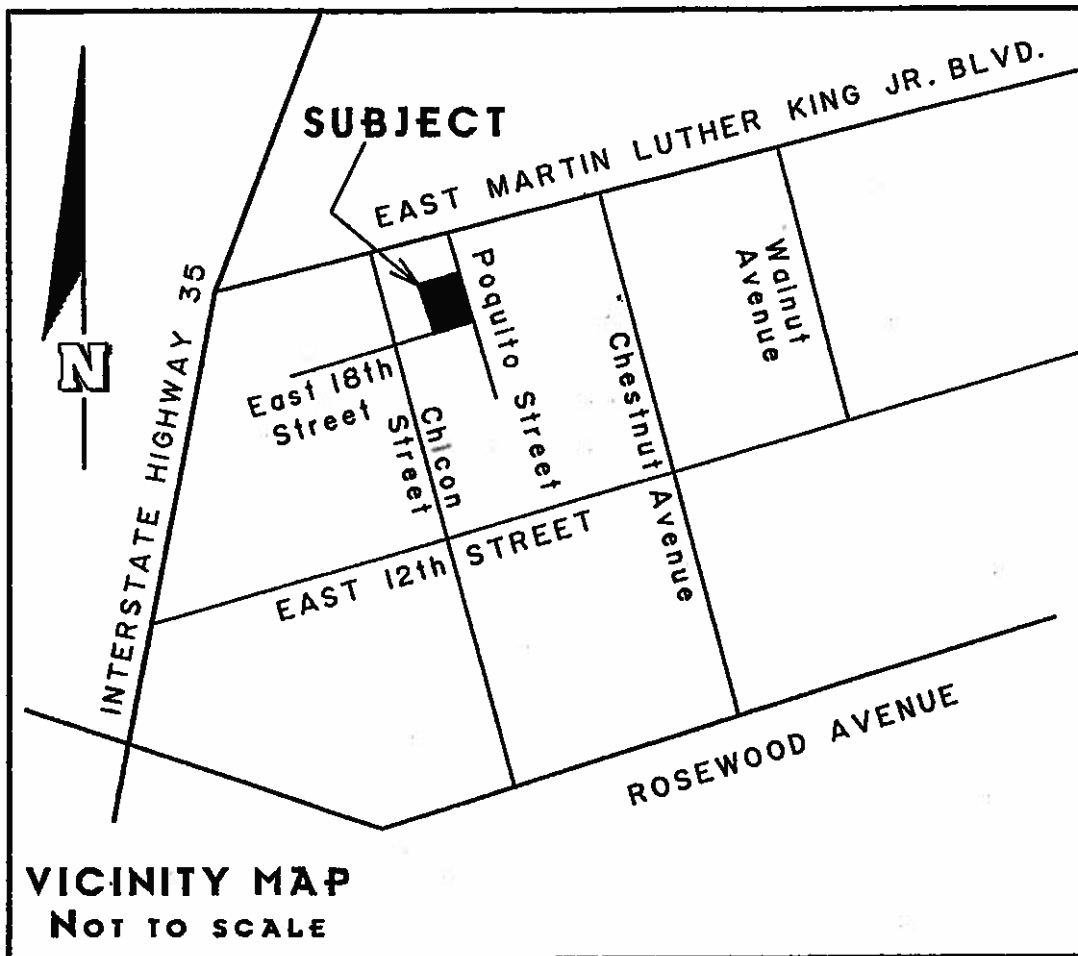 SUBJECT
EAST MARTIN LUTHER KING JR. BLVD.
INTERSTATE HIGHWAY 35
N
East 18th
Street
Chicon
Street
Poquito Street
Chestnut Avenue
Walnut
Avenue
EAST 12th STREET
ROSEWOOD AVENUE
VICINITY MAP
NOT TO SCALE